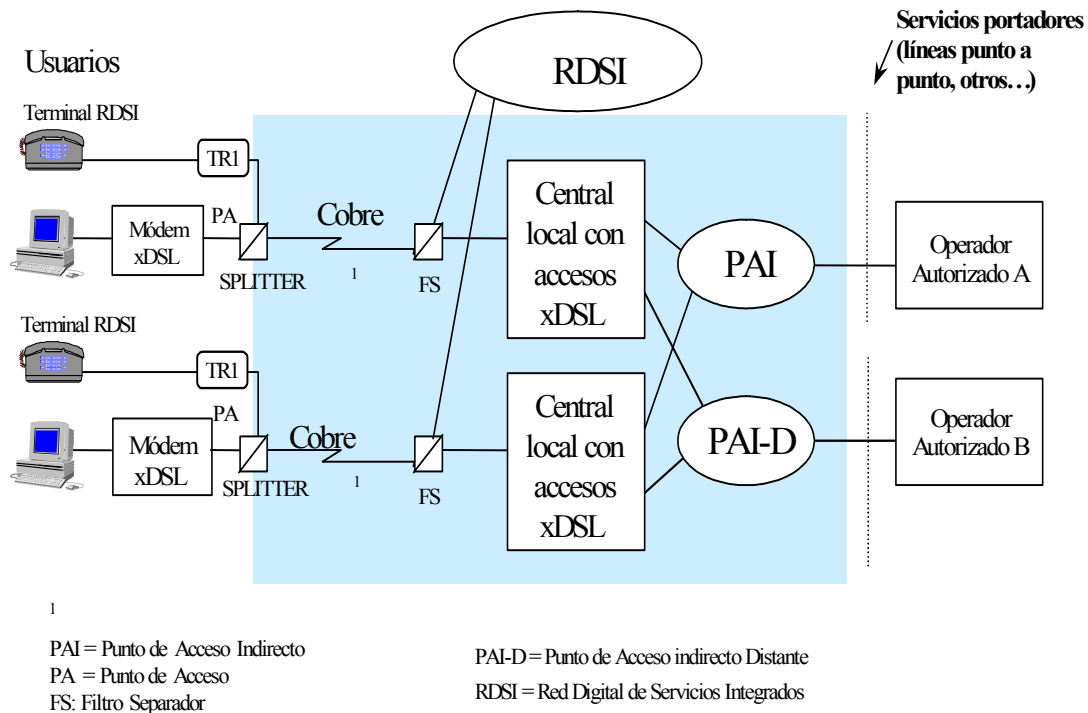 Servicios portadores
(líneas punto a
punto, otros…)
Usuarios
RDSI
Terminal RDSI
TR1
PA
Módem
xDSL
SPLITTER
Cobre
1
FS
Central
local con
accesos
xDSL
PAI
Operador
Autorizado A
Terminal RDSI
TR1
PA
Módem
xDSL
SPLITTER
Cobre
1
FS
Central
local con
accesos
xDSL
PAI-D
Operador
Autorizado B
1
PAI = Punto de Acceso Indirecto
PA = Punto de Acceso
FS: Filtro Separador
PAI-D = Punto de Acceso indirecto Distante
RDSI = Red Digital de Servicios Integrados